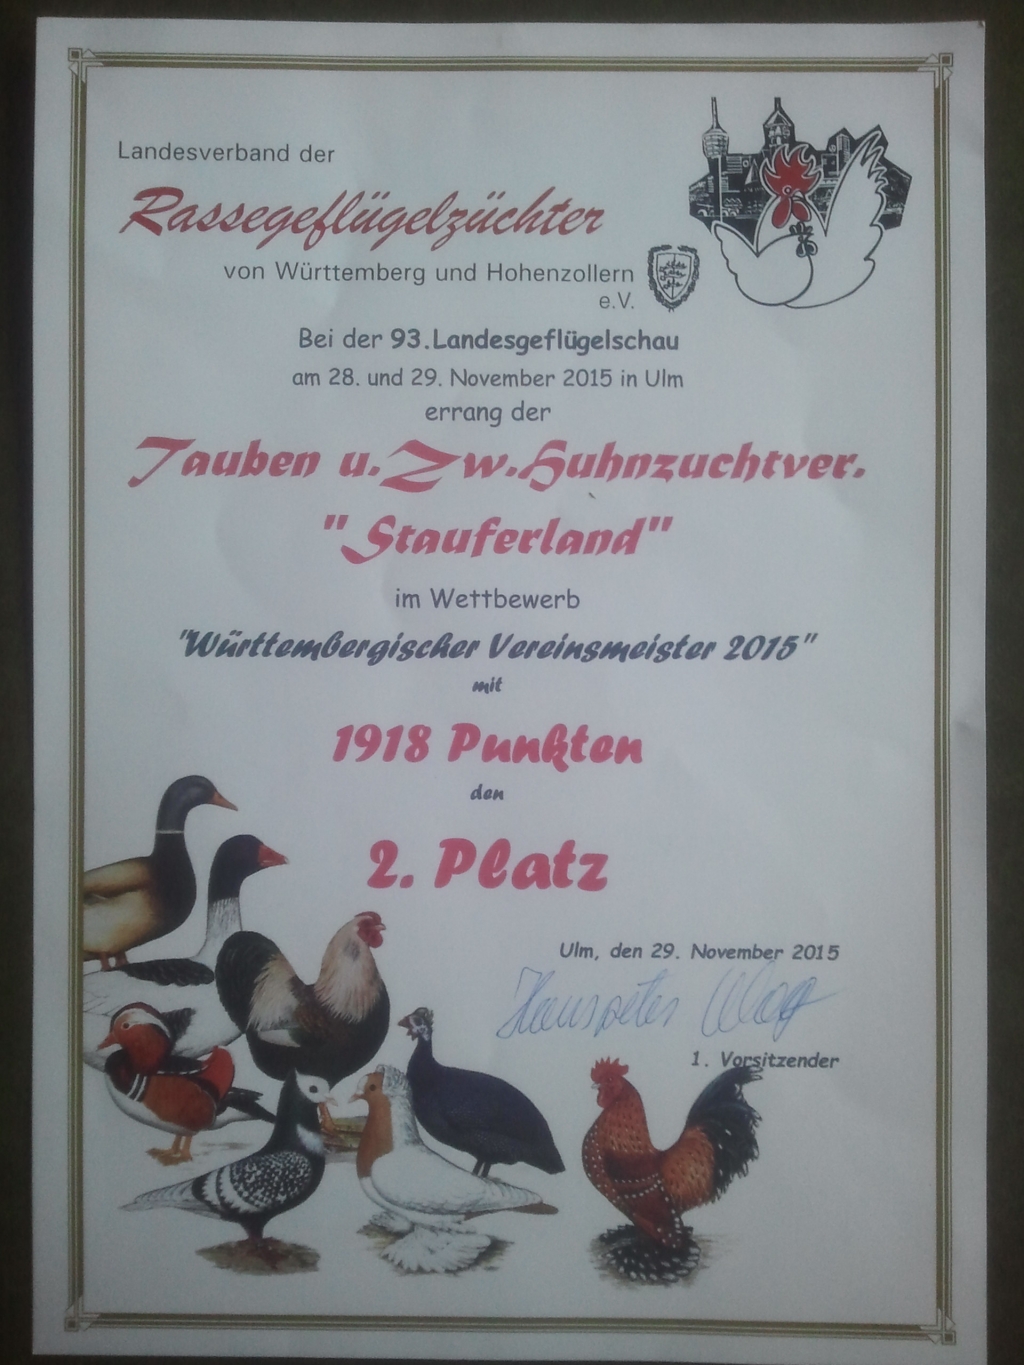 Landesverband der
Rassegeflügelzüchter
von Württemberg und Hohenzollern
e.V.
Bei der 93.Landesgeflügelschau
am 28. und 29. November 2015 in Ulm
errang der
Tauben u. Zw.Huhnzuchtver.
"Stauferland"
im Wettbewerb
"Württembergischer Vereinsmeister 2015"
mit
1918 Punkten
den
2. Platz
Ulm, den 29. November 2015
Hanspeter
1. Vorsitzender